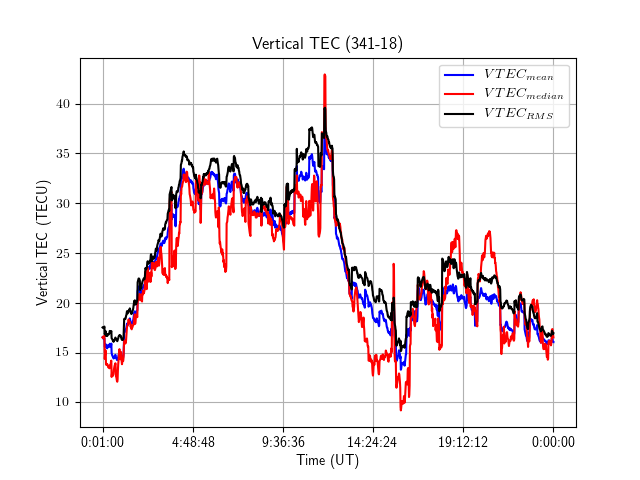 Vertical TEC (341-18)
VTEC_mean
VTEC_median
VTEC_RMS
Vertical TEC (TECU)
40
35
30
25
20
15
10
0:01:00 4:48:48 9:36:36 14:24:24 19:12:12 0:00:00
Time (UT)